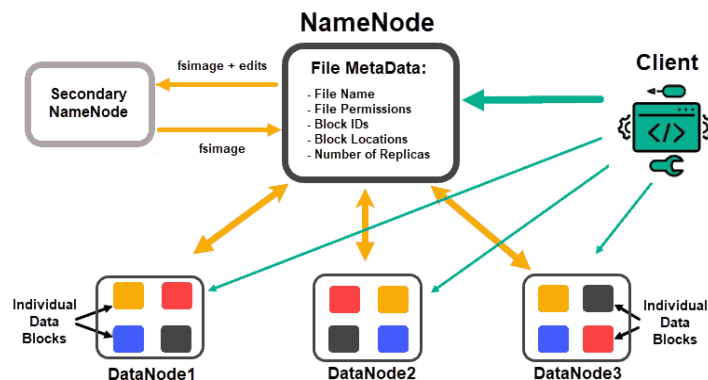 NameNode
fsimage + edits
Secondary
NameNode
fsimage
File MetaData:
- File Name
- File Permissions
- Block IDs
- Block Locations
- Number of Replicas
Client
</>
Individual
Data
Blocks
Individual
Data
Blocks
DataNode1
DataNode2
DataNode3